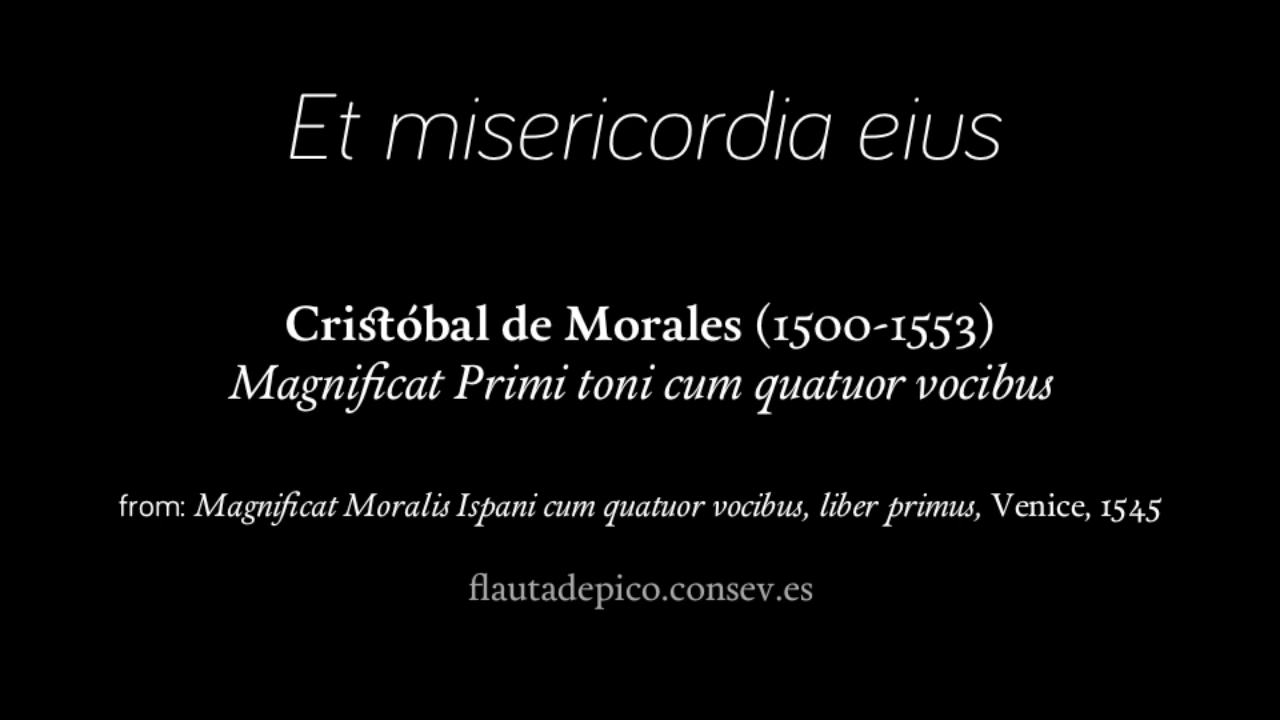 Et misericordia eius
Cristóbal de Morales (1500-1553)
Magnificat Primi toni cum quatuor vocibus
from: Magnificat Moralis Ispani cum quatuor vocibus, liber primus, Venice, 1545
flautadepico.consev.es